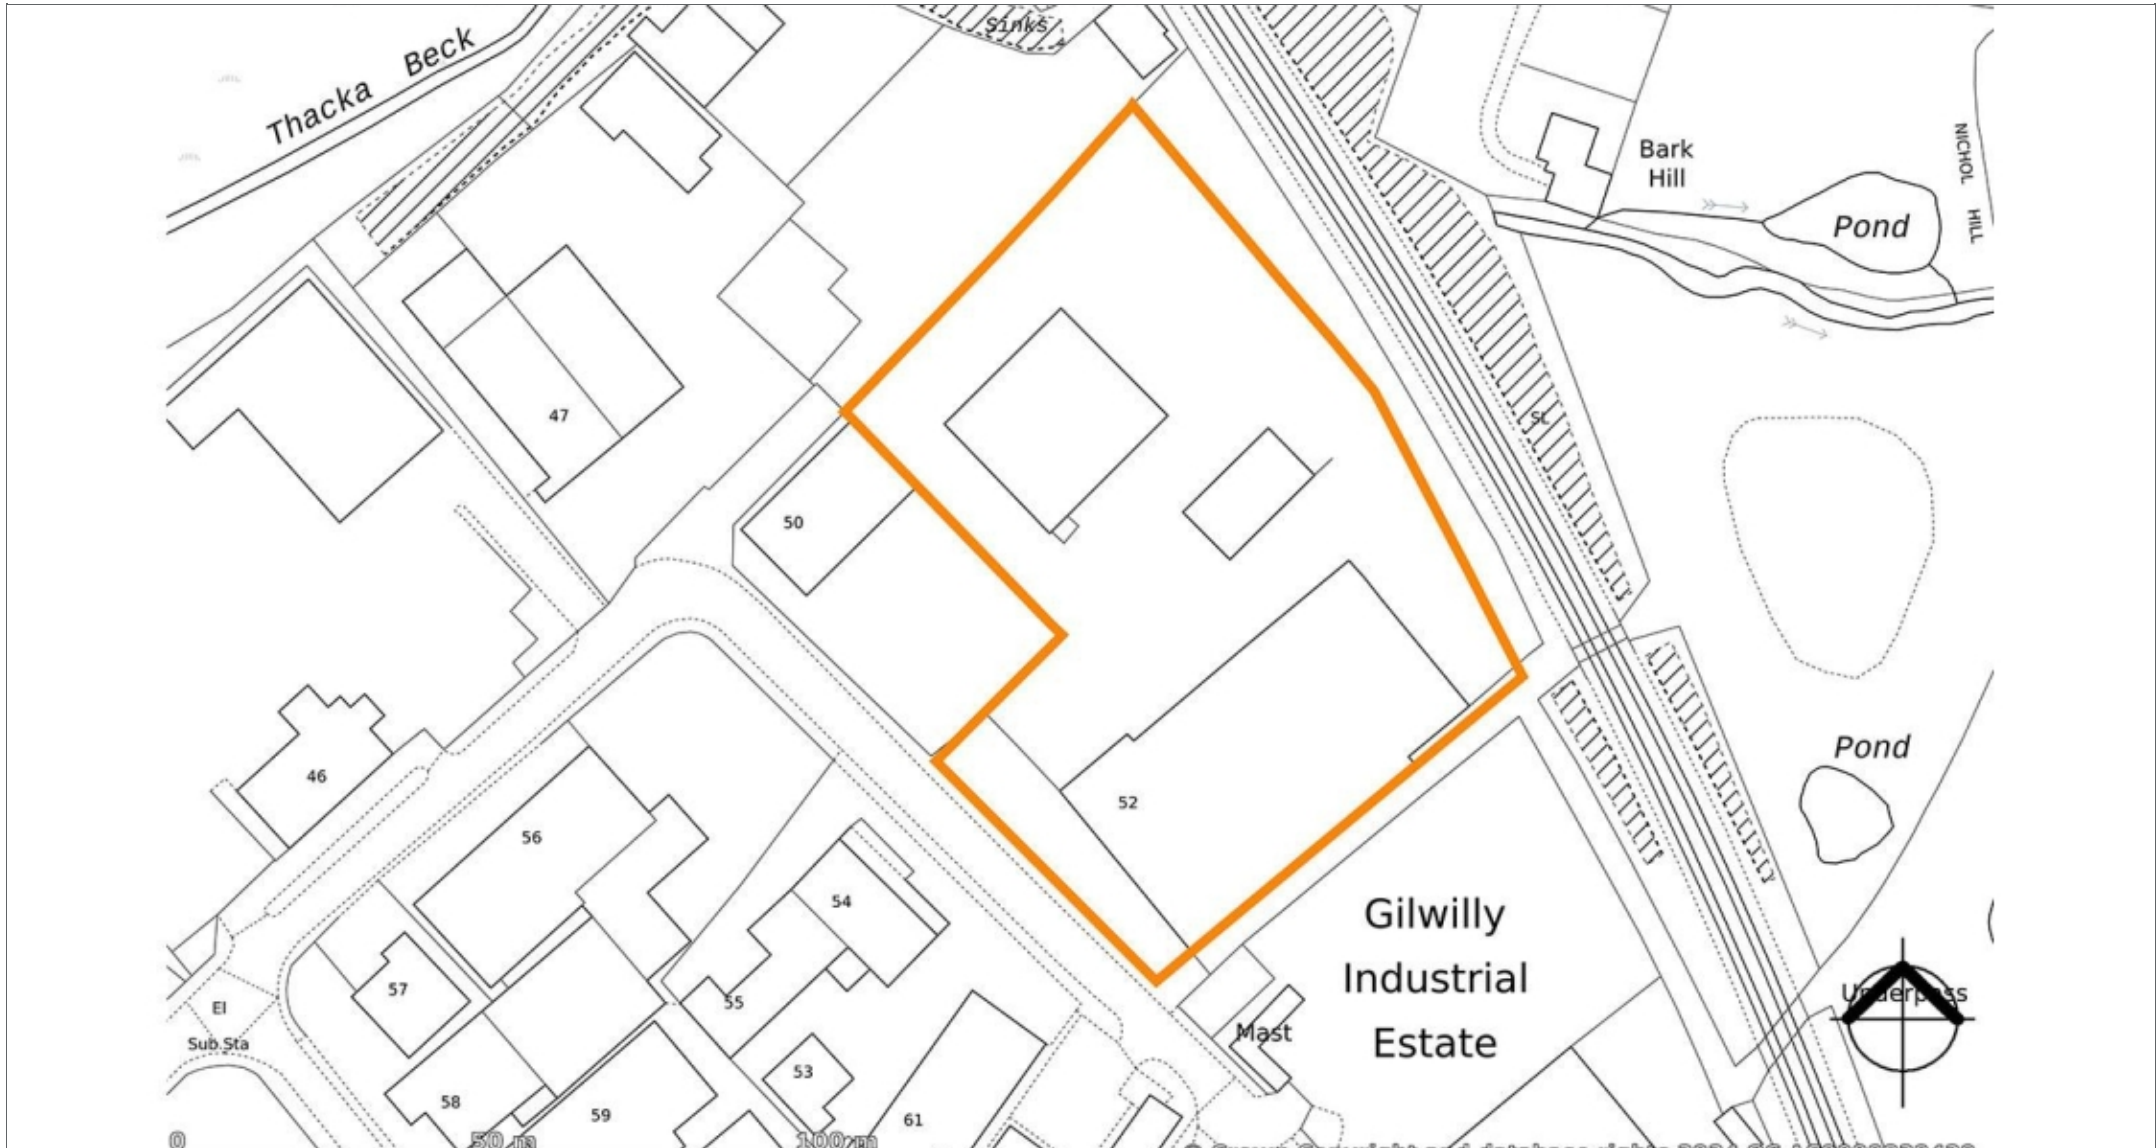 Sinks
Thacka Beck
Bark
Hill
NICHOL HILL
Pond
47
SL
50
Pond
46
52
56
54
Gilwilly
Industrial
Estate
57
55
El
Sub Sta
Underpass
Mast
53
58
59
61
0
50 m
100 m